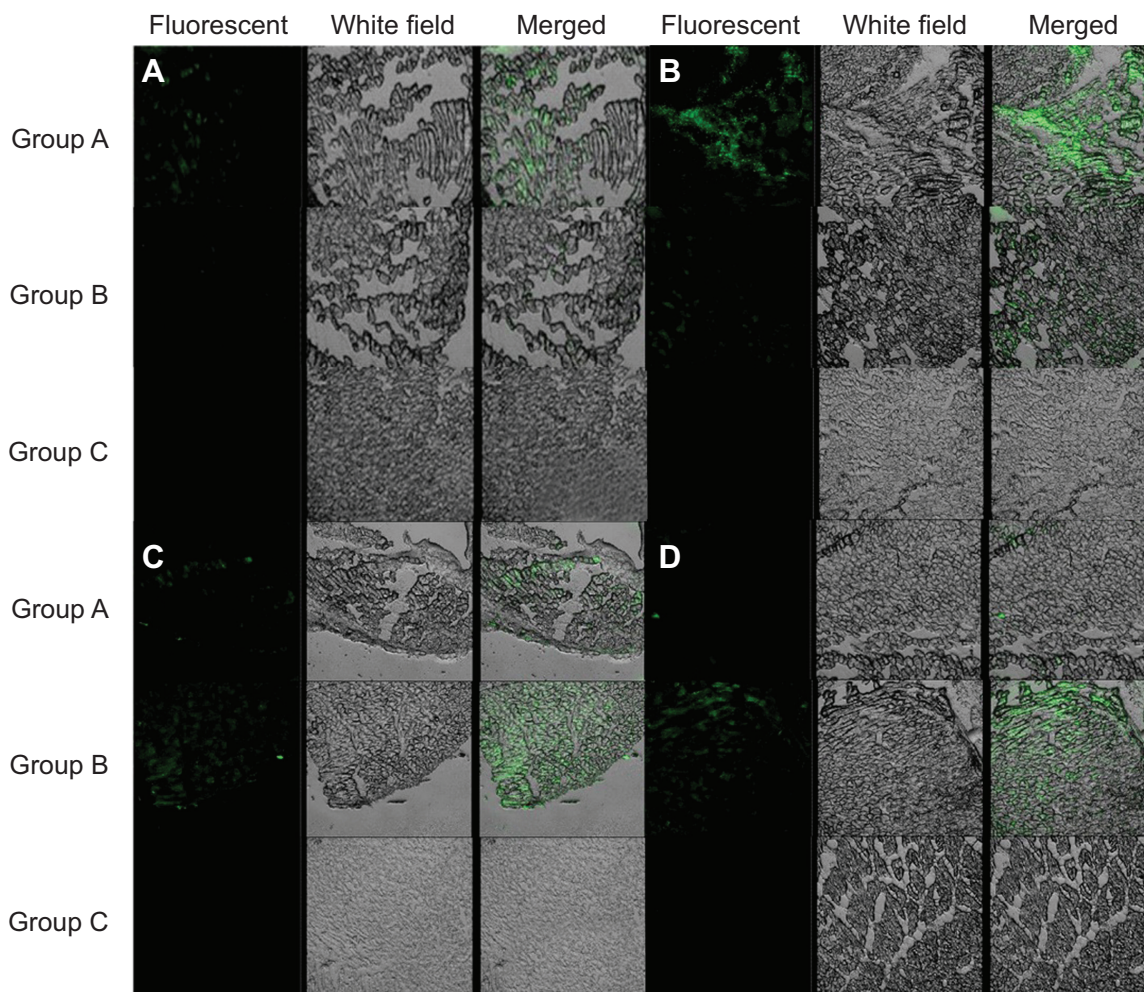 Fluorescent White field Merged Fluorescent White field Merged
A B
Group A
Group B
Group C
C D
Group A
Group B
Group C